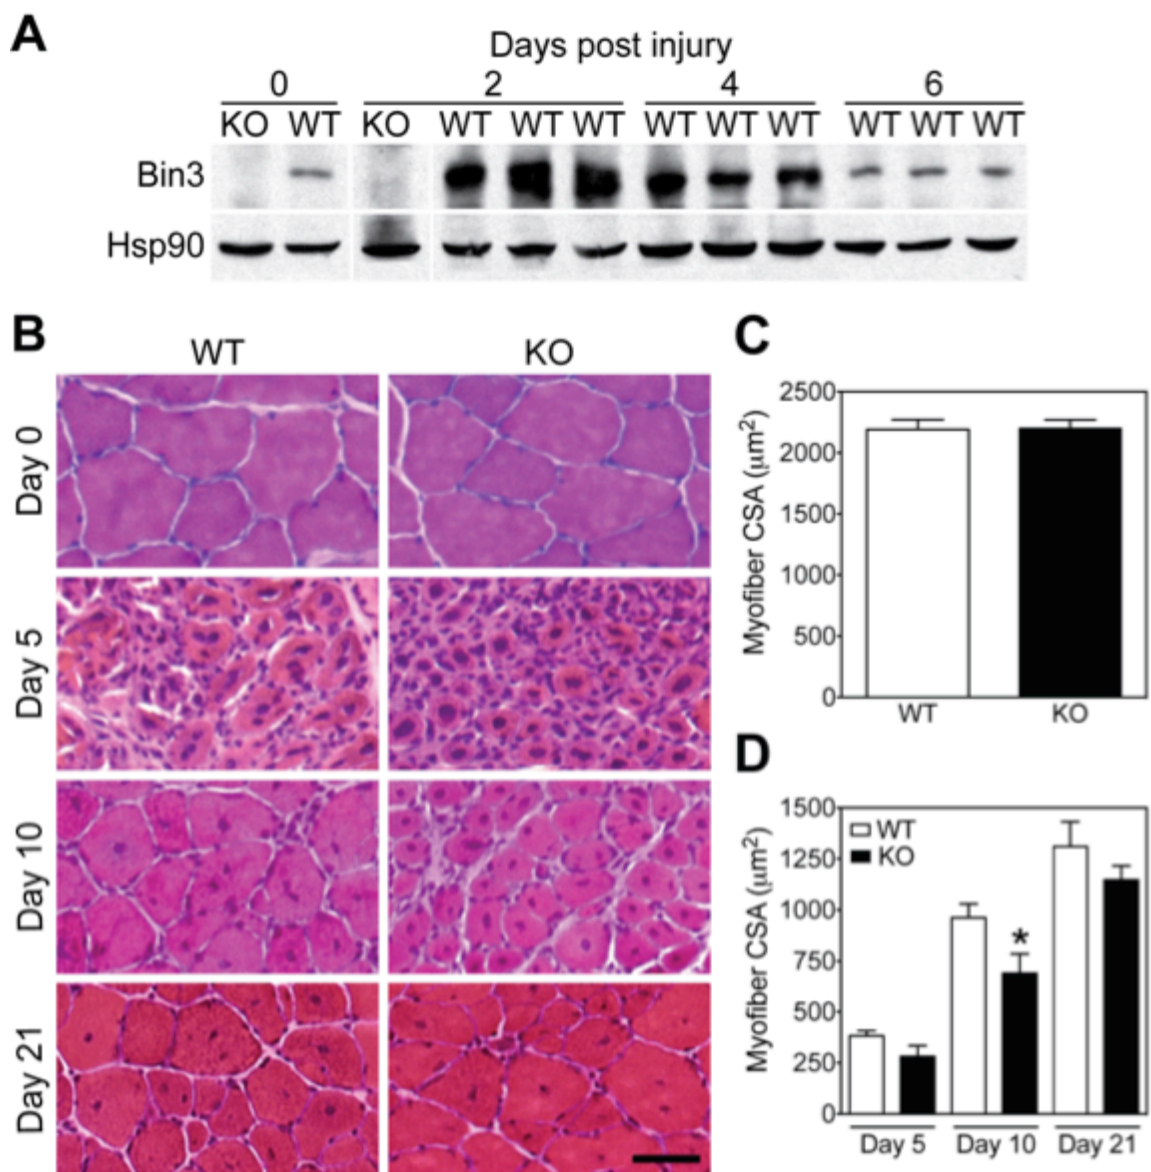 A
Days post injury
0 2 4 6
KO WT KO WT WT WT WT WT WT WT WT WT
Bin3
Hsp90
B
WT KO
Day 0
Day 5
Day 10
Day 21
C
Myofiber CSA (μm²)
2500
2000
1500
1000
500
0
WT KO
D
Myofiber CSA (μm²)
1500
1250
1000
750
500
250
0
WT
KO
*
Day 5 Day 10 Day 21